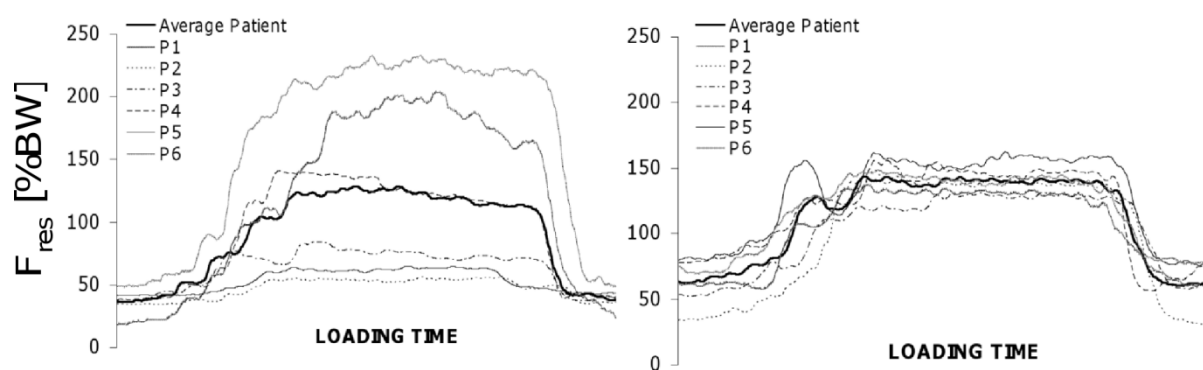 F res [%BW]
250
200
150
100
50
0
Average Patient
P1
P2
P3
P4
P5
P6
LOADING TIME
250
200
150
100
50
0
Average Patient
P1
P2
P3
P4
P5
P6
LOADING TIME